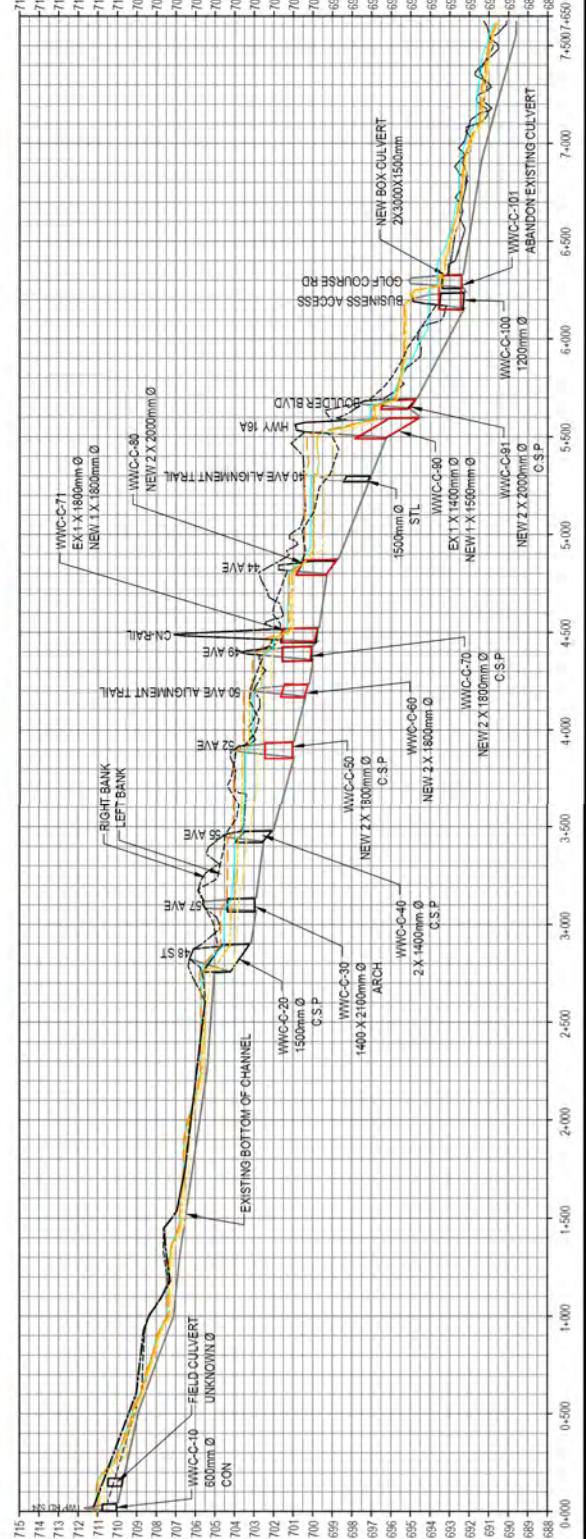 715
714
713
712
711
710
709
708
707
706
705
704
703
702
701
700
699
698
697
696
695
694
693
692
691
690
689
688
0+000
0+500
1+000
1+500
2+000
2+500
3+000
3+500
4+000
4+500
5+000
5+500
6+000
6+500
7+000
7+500
7+650
WWC-C-10
600mm Ø
CON
FIELD CULVERT
UNKNOWN Ø
EXISTING BOTTOM OF CHANNEL
48 ST
WWC-C-20
1500mm Ø
C.S.P
57 AVE
WWC-C-30
1400 X 2100mm Ø
ARCH
RIGHT BANK
LEFT BANK
55 AVE
WWC-C-40
2 X 1400mm Ø
C.S.P
52 AVE
WWC-C-50
NEW 2 X 1800mm Ø
C.S.P
50 AVE ALIGNMENT TRAIL
WWC-C-60
NEW 2 X 1800mm Ø
49 AVE
WWC-C-70
NEW 2 X 1800mm Ø
C.S.P
CN-RAIL
WWC-C-71
EX 1 X 1800mm Ø
NEW 1 X 1800mm Ø
44 AVE
WWC-C-80
NEW 2 X 2000mm Ø
40 AVE ALIGNMENT TRAIL
1500mm Ø
STL
HWY 16A
WWC-C-90
EX 1 X 1400mm Ø
NEW 1 X 1500mm Ø
BOULDER BLVD
WWC-C-91
NEW 2 X 2000mm Ø
C.S.P
BUSINESS ACCESS
WWC-C-100
1200mm Ø
GOLF COURSE RD
NEW BOX CULVERT
2X3000X1500mm
WWC-C-101
ABANDON EXISTING CULVERT